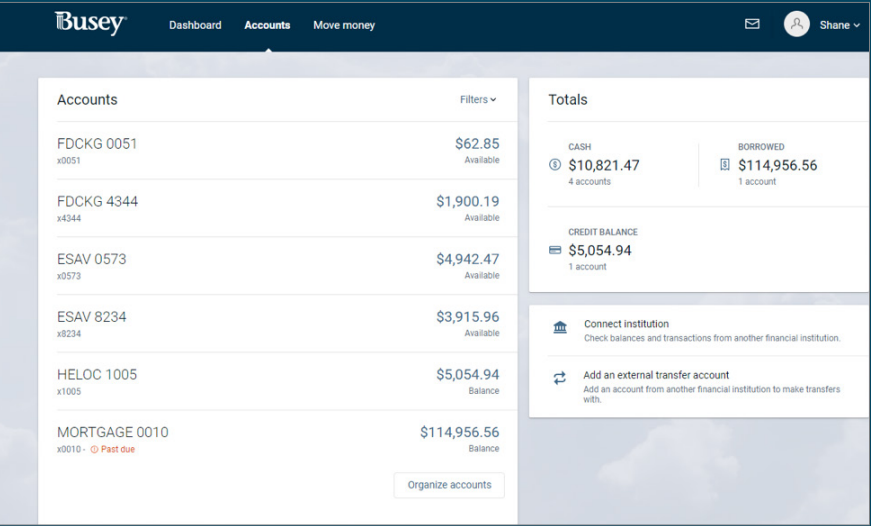 Busey
Dashboard
Accounts
Move money
Shane
Accounts
Filters
FDCKG 0051
$62.85
x0051
Available
FDCKG 4344
$1,900.19
x4344
Available
ESAV 0573
$4,942.47
x0573
Available
ESAV 8234
$3,915.96
x8234
Available
HELOC 1005
$5,054.94
x1005
Balance
MORTGAGE 0010
$114,956.56
x0010 - Past due
Balance
Organize accounts
Totals
CASH
$10,821.47
4 accounts
BORROWED
$114,956.56
1 account
CREDIT BALANCE
$5,054.94
1 account
Connect institution
Check balances and transactions from another financial institution.
Add an external transfer account
Add an account from another financial institution to make transfers
with.